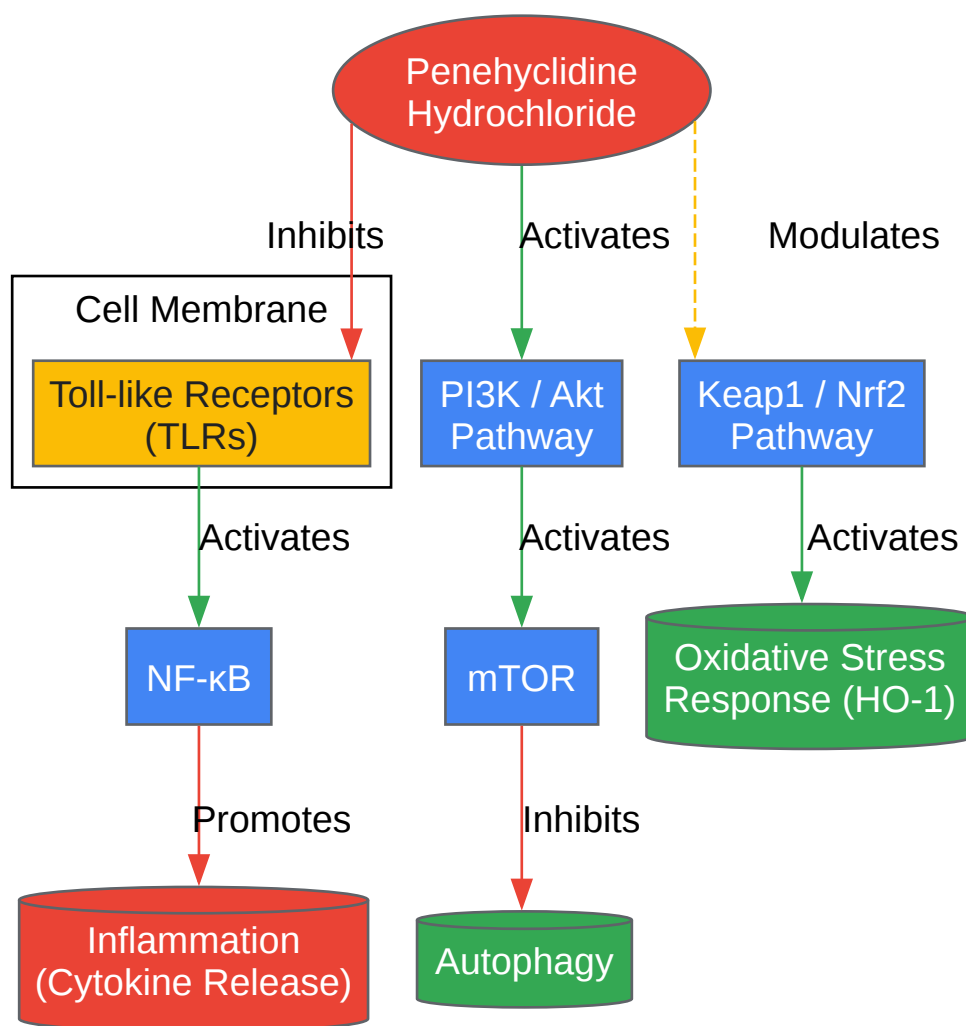 Penehyclidine
Hydrochloride
Inhibits
Activates
Modulates
Cell Membrane
Toll-like Receptors
(TLRs)
PI3K / Akt
Pathway
Keap1 / Nrf2
Pathway
Activates
Activates
Activates
NF-κB
mTOR
Oxidative Stress
Response (HO-1)
Promotes
Inhibits
Inflammation
(Cytokine Release)
Autophagy